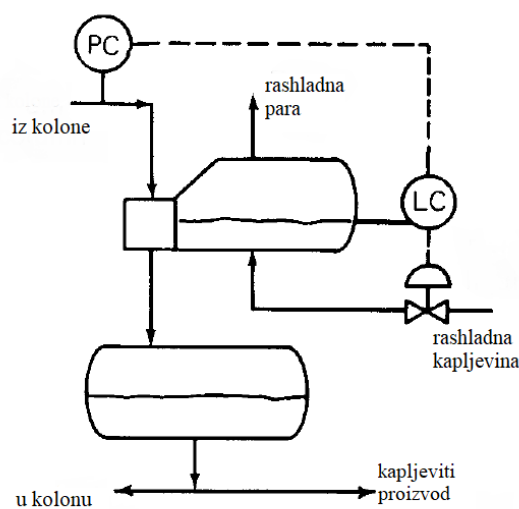 PC
rashladna
para
iz kolone
LC
rashladna
kapljevina
kapljeviti
proizvod
u kolonu